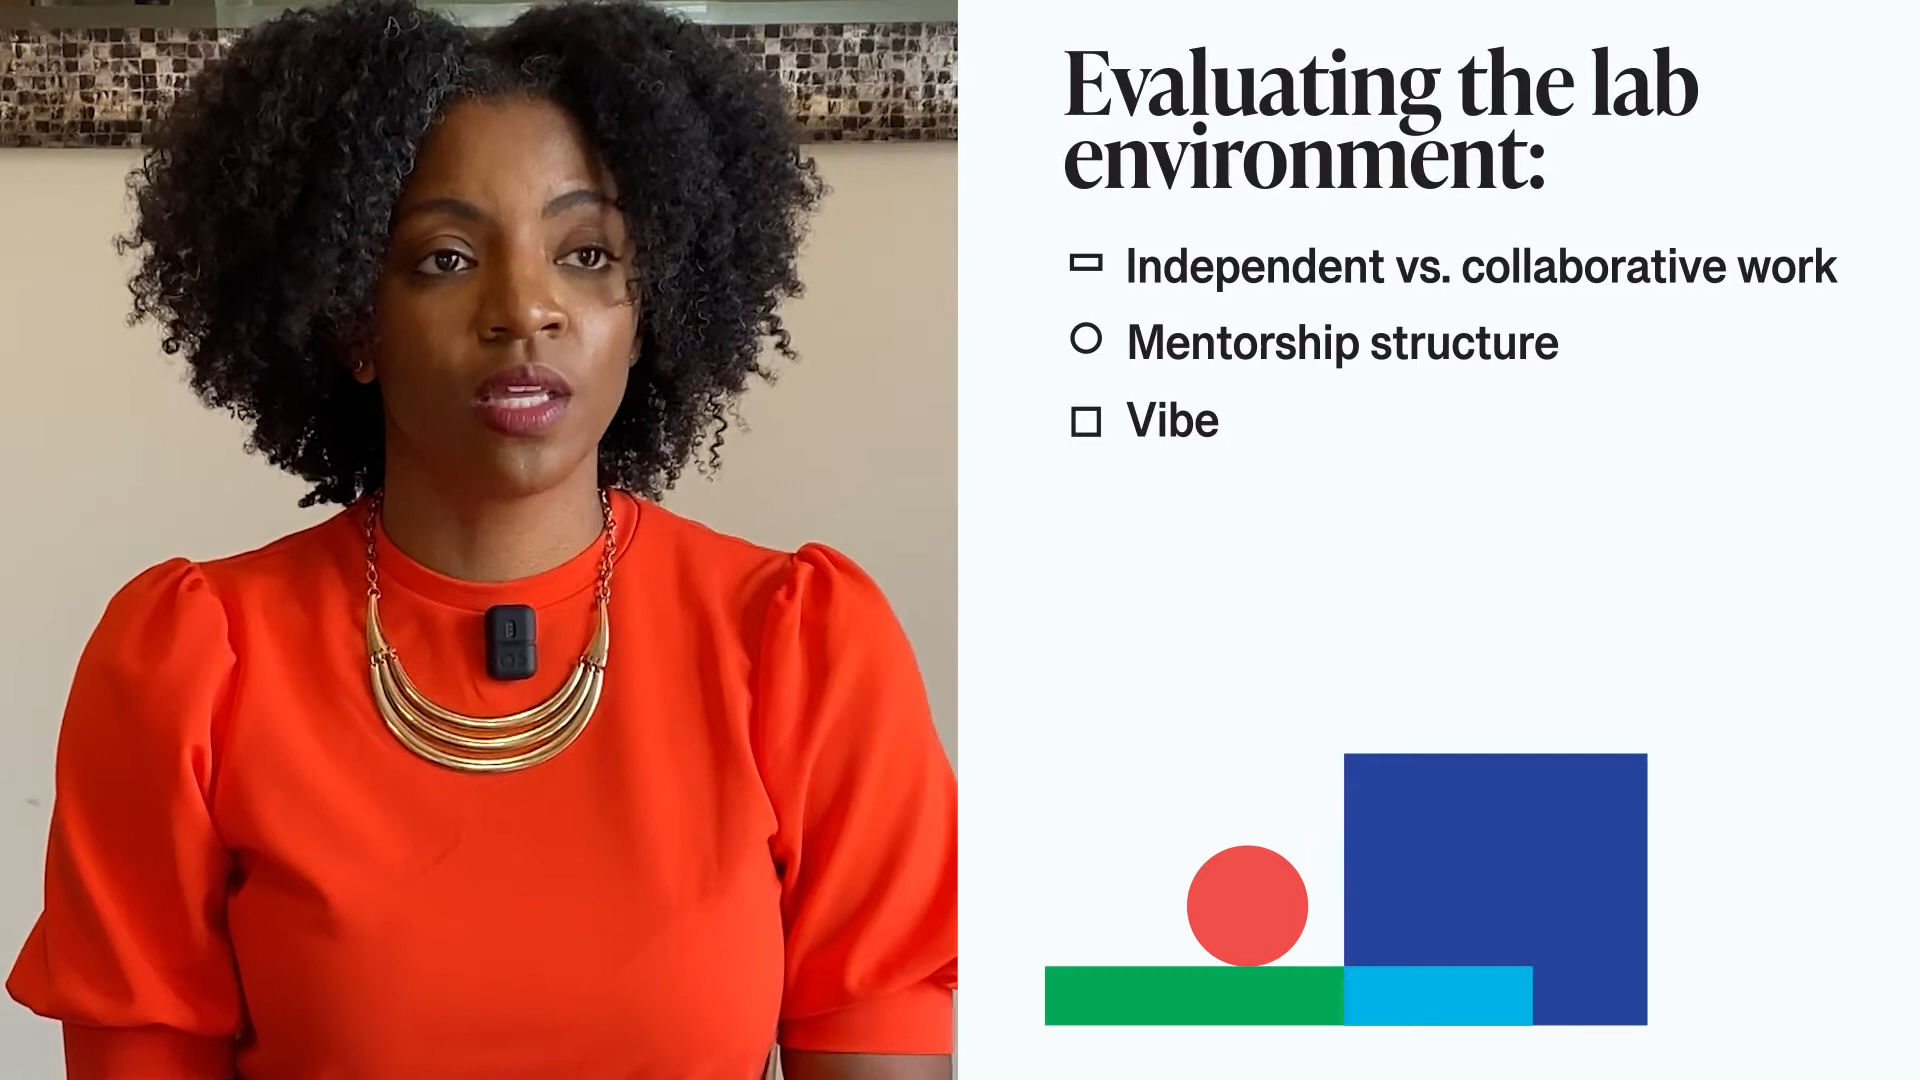 Evaluating the lab
environment:
Independent vs. collaborative work
Mentorship structure
Vibe